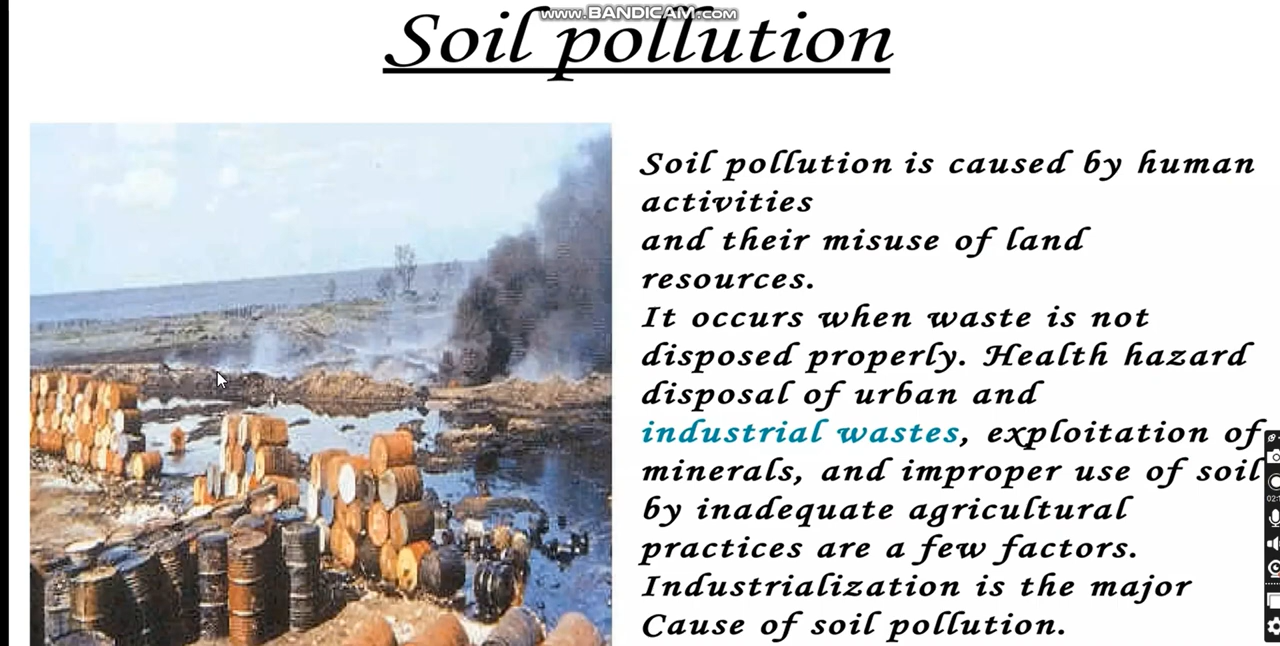 www.BANDICAM.com
Soil pollution
Soil pollution is caused by human
activities
and their misuse of land
resources.
It occurs when waste is not
disposed properly. Health hazard
disposal of urban and
industrial wastes, exploitation of
minerals, and improper use of soil
by inadequate agricultural
practices are a few factors.
Industrialization is the major
Cause of soil pollution.